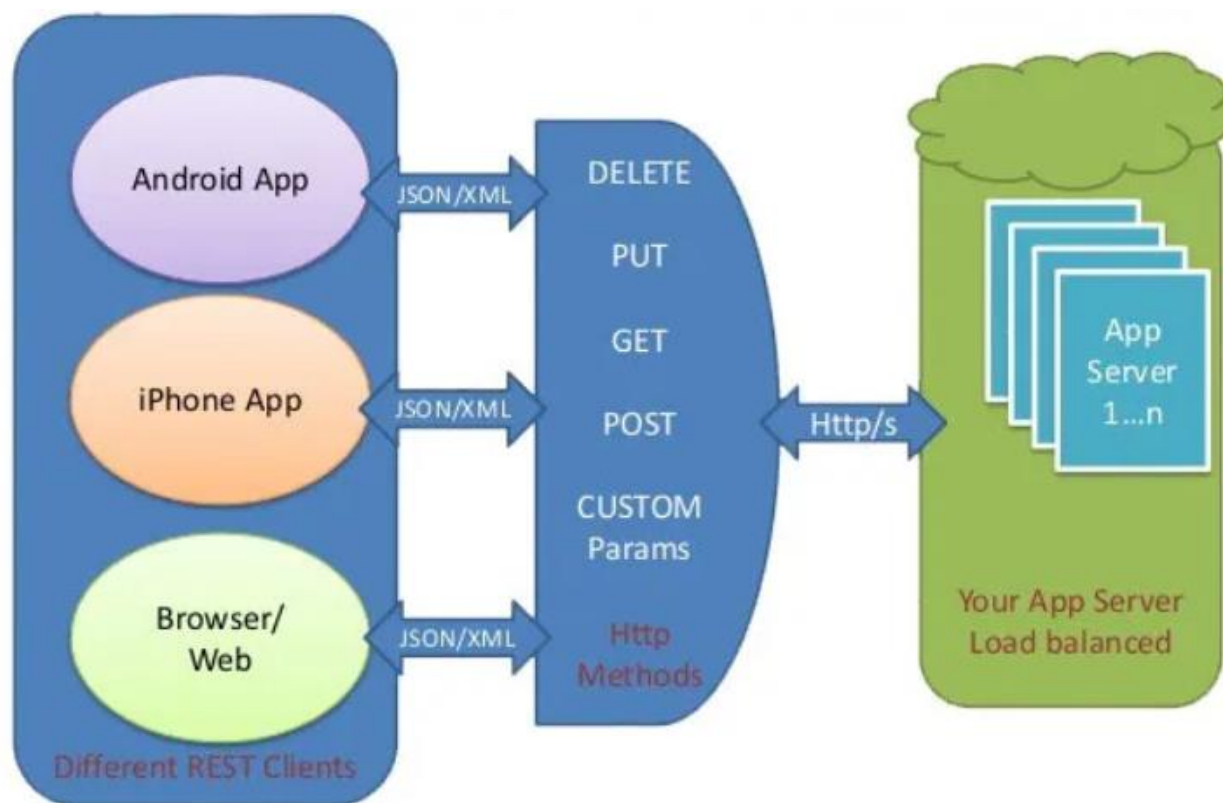 Android App
iPhone App
Browser/
Web
Different REST Clients
JSON/XML
JSON/XML
JSON/XML
DELETE
PUT
GET
POST
CUSTOM
Params
Http
Methods
Http/s
App
Server
1...n
Your App Server
Load balanced